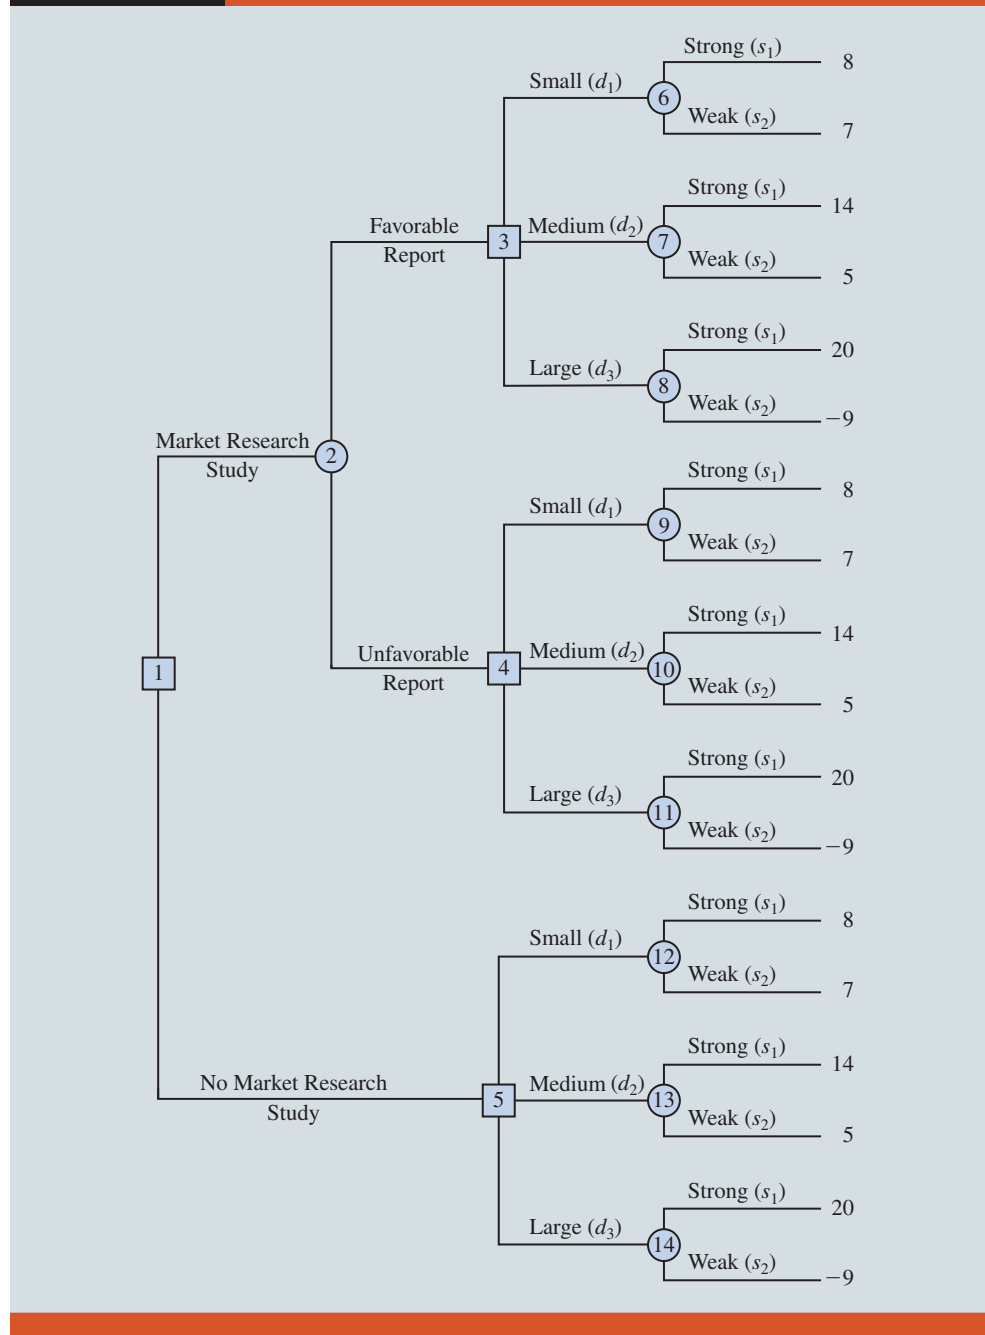 Strong (s1)
8
Small (d1)
6
Weak (s2)
7
Strong (s1)
14
Favorable
Report
3
Medium (d2)
7
Weak (s2)
5
Strong (s1)
20
Large (d3)
8
Weak (s2)
−9
Market Research
Study
2
Strong (s1)
8
Small (d1)
9
Weak (s2)
7
Strong (s1)
14
Unfavorable
Report
4
Medium (d2)
10
Weak (s2)
5
1
Strong (s1)
20
Large (d3)
11
Weak (s2)
−9
Strong (s1)
8
Small (d1)
12
Weak (s2)
7
Strong (s1)
14
No Market Research
Study
5
Medium (d2)
13
Weak (s2)
5
Strong (s1)
20
Large (d3)
14
Weak (s2)
−9